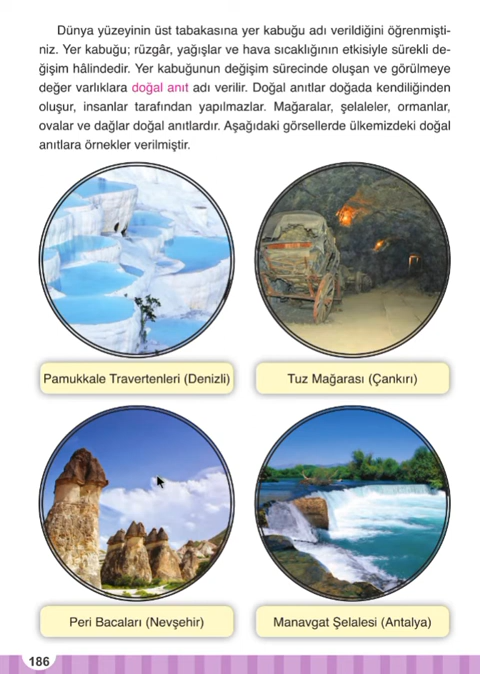 Dünya yüzeyinin üst tabakasına yer kabuğu adı verildiğini öğrenmişti-
niz. Yer kabuğu; rüzgâr, yağışlar ve hava sıcaklığının etkisiyle sürekli de-
ğişim hâlindedir. Yer kabuğunun değişim sürecinde oluşan ve görülmeye
değer varlıklara doğal anıt adı verilir. Doğal anıtlar doğada kendiliğinden
oluşur, insanlar tarafından yapılmazlar. Mağaralar, şelaleler, ormanlar,
ovalar ve dağlar doğal anıtlardır. Aşağıdaki görsellerde ülkemizdeki doğal
anıtlara örnekler verilmiştir.
Pamukkale Travertenleri (Denizli)
Tuz Mağarası (Çankırı)
Peri Bacaları (Nevşehir)
Manavgat Şelalesi (Antalya)
186